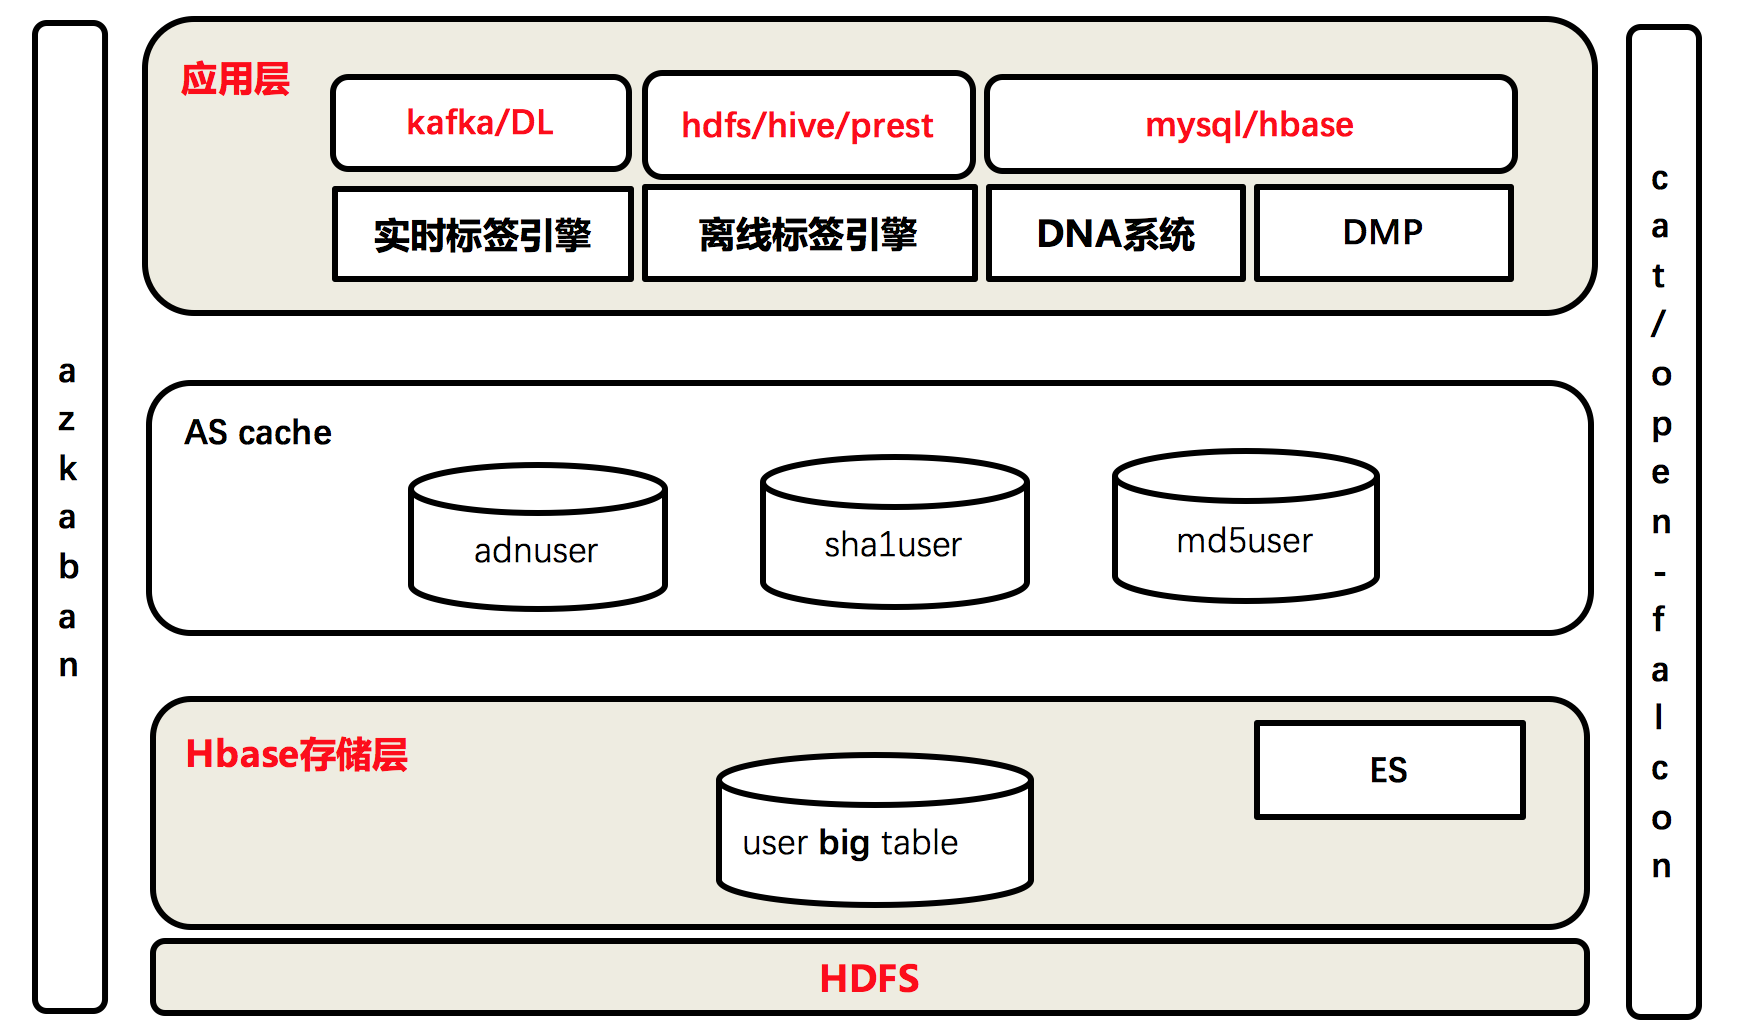 azkaban
应用层
kafka/DL
hdfs/hive/prest
mysql/hbase
实时标签引擎
离线标签引擎
DNA系统
DMP
AS cache
adnuser
sha1user
md5user
Hbase存储层
ES
user big table
HDFS
cat/open-falcon